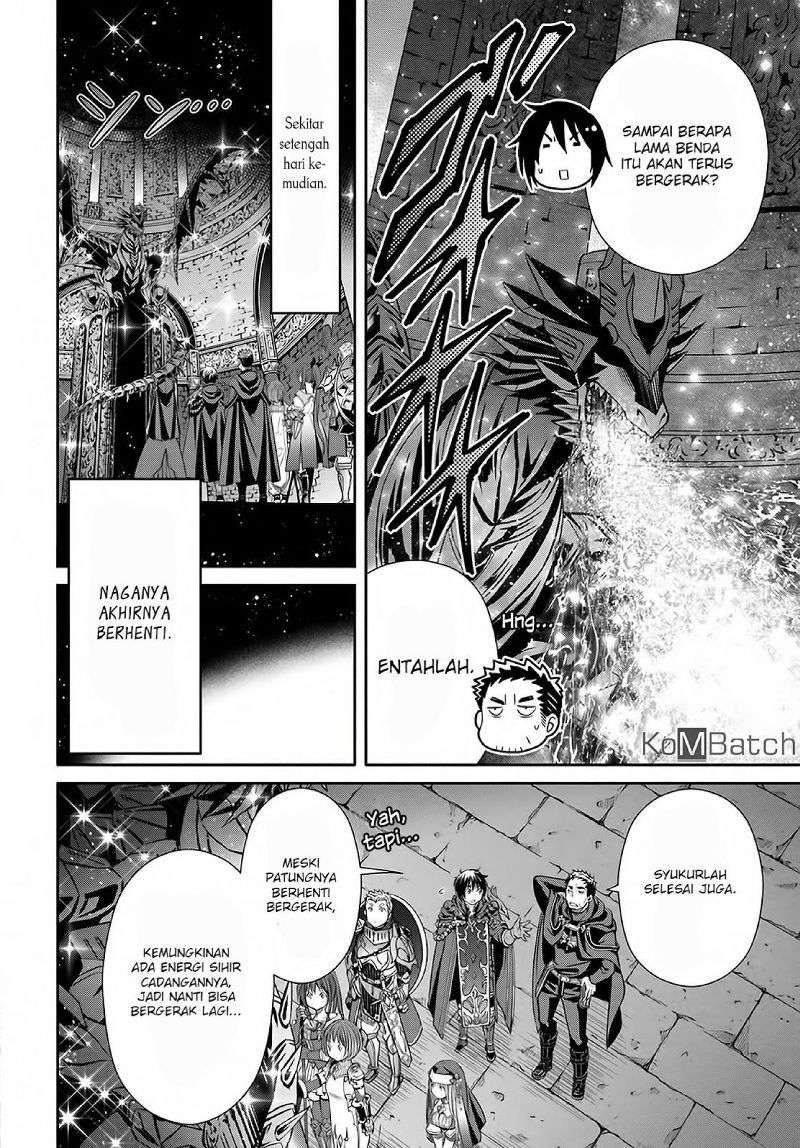 SAMPAI BERAPA
LAMA BENDA
ITU AKAN TERUS
BERGERAK?
Hng...
ENTAHLAH.
Sekitar
setengah
hari ke-
mudian.
シン...
NAGANYA
AKHIRNYA
BERHENTI.
KoMBatch
SYUKURLAH
SELESAI JUGA.
Yah,
tapi...
MESKI
PATUNGNYA
BERHENTI
BERGERAK,
KEMUNGKINAN
ADA ENERGI SIHIR
CADANGANNYA,
JADI NANTI BISA
BERGERAK LAGI...